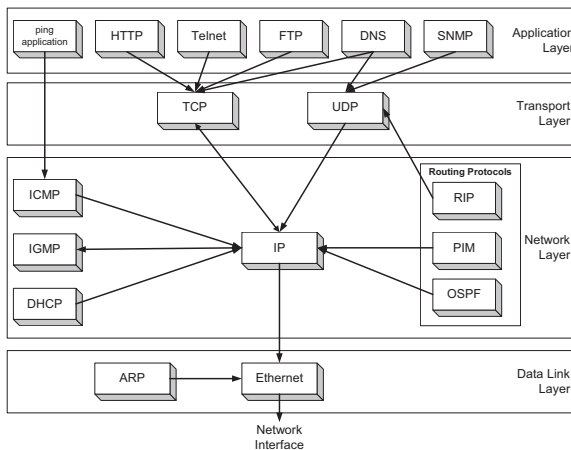 ping
application
HTTP
Telnet
FTP
DNS
SNMP
Application
Layer
TCP
UDP
Transport
Layer
Routing Protocols
ICMP
RIP
IGMP
IP
PIM
Network
Layer
DHCP
OSPF
ARP
Ethernet
Data Link
Layer
Network
Interface